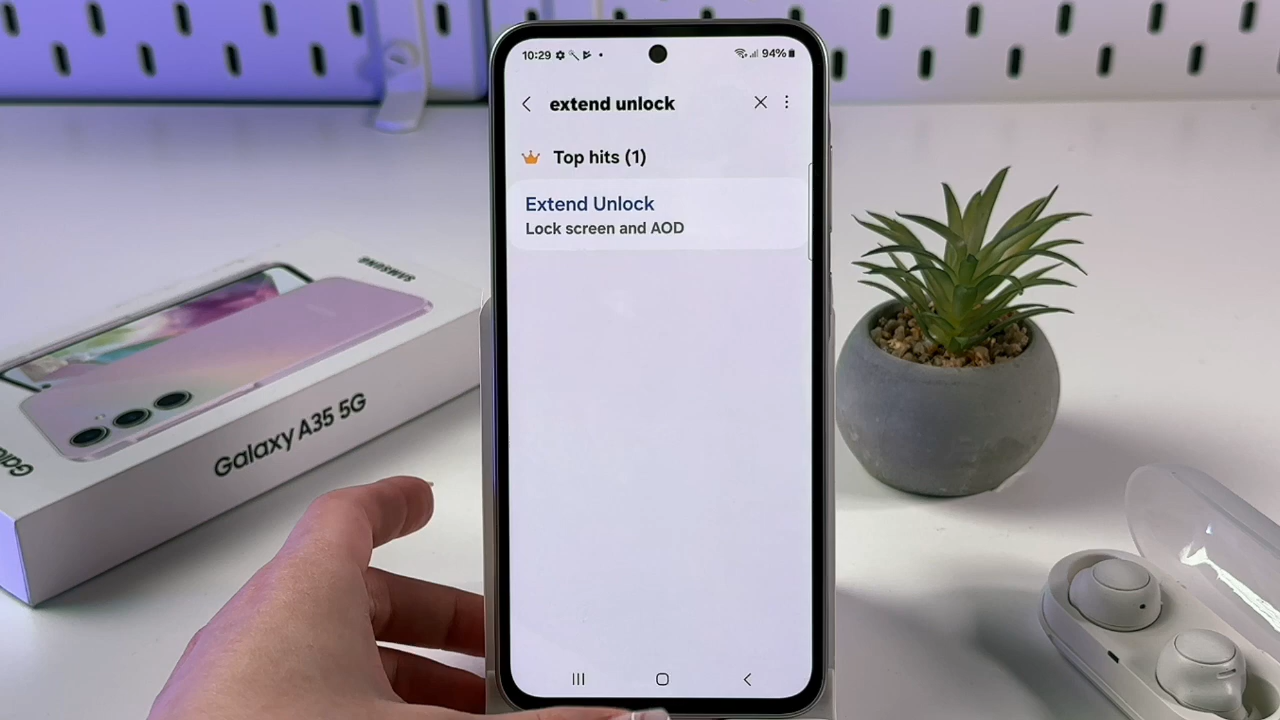 10:29
94%
extend unlock
Top hits (1)
Extend Unlock
Lock screen and AOD
SAMSUNG
Galaxy A35 5G